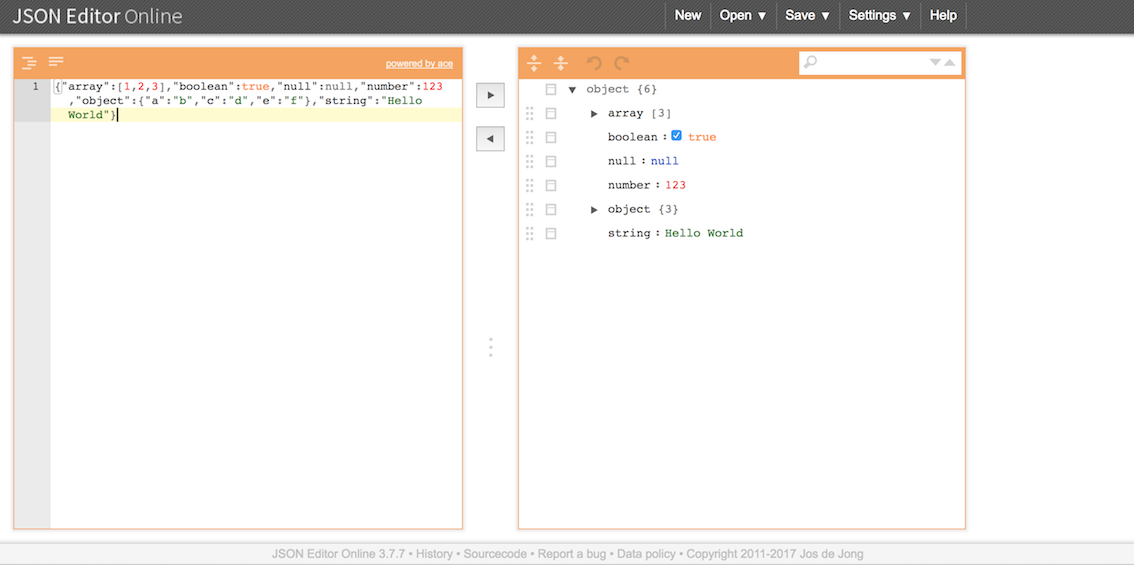 JSON Editor Online
New Open ▼ Save ▼ Settings ▼ Help
powered by ace
1 {"array":[1,2,3],"boolean":true,"null":null,"number":123
,"object":{"a":"b","c":"d","e":"f"},"string":"Hello
World"}
▼ object {6}
► array [3]
boolean : true
null : null
number : 123
► object {3}
string : Hello World
JSON Editor Online 3.7.7 • History • Sourcecode • Report a bug • Data policy • Copyright 2011-2017 Jos de Jong